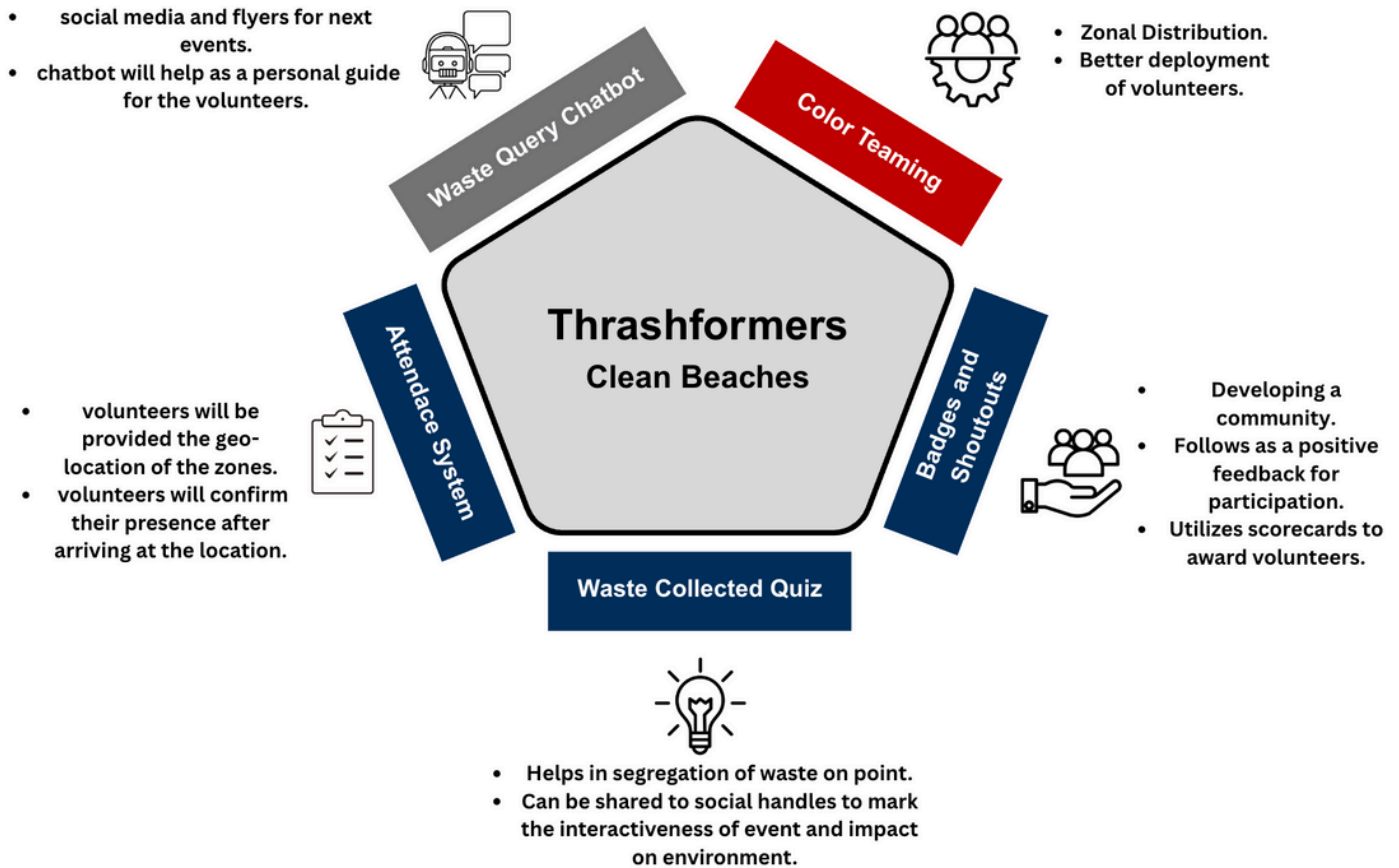 • social media and flyers for next
events.
• chatbot will help as a personal guide
for the volunteers.
Waste Query Chatbot
Color Teaming
• Zonal Distribution.
• Better deployment
of volunteers.
Thrashformers
Clean Beaches
Attendace System
• volunteers will be
provided the geo-
location of the zones.
• volunteers will confirm
their presence after
arriving at the location.
Badges and
Shoutouts
• Developing a
community.
• Follows as a positive
feedback for
participation.
• Utilizes scorecards to
award volunteers.
Waste Collected Quiz
• Helps in segregation of waste on point.
• Can be shared to social handles to mark
the interactiveness of event and impact
on environment.